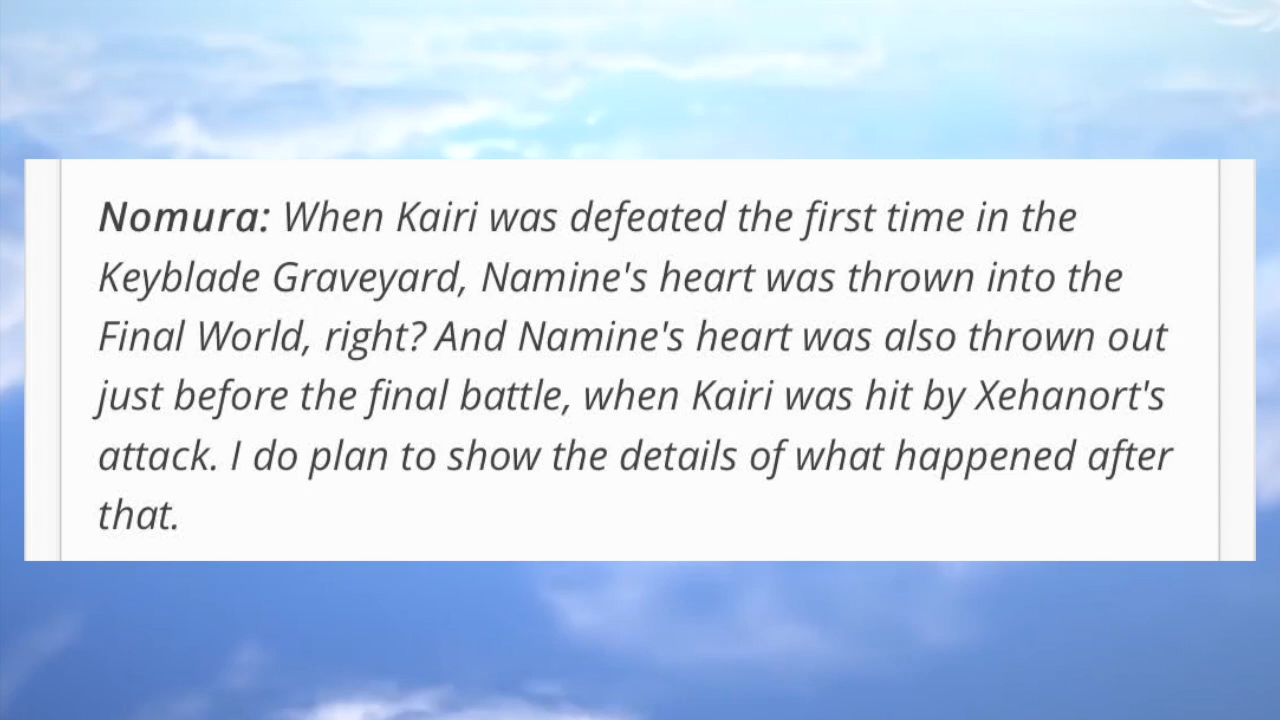 Nomura: When Kairi was defeated the first time in the
Keyblade Graveyard, Namine's heart was thrown into the
Final World, right? And Namine's heart was also thrown out
just before the final battle, when Kairi was hit by Xehanort's
attack. I do plan to show the details of what happened after
that.